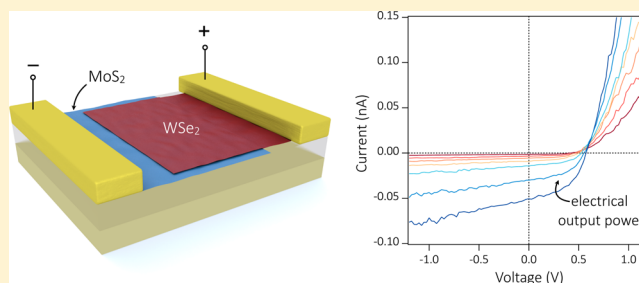 −
+
MoS2
WSe2
0.15
0.10
0.05
0.00
-0.05
-0.10
Current (nA)
electrical
output power
-1.0
-0.5
0.0
0.5
1.0
Voltage (V)